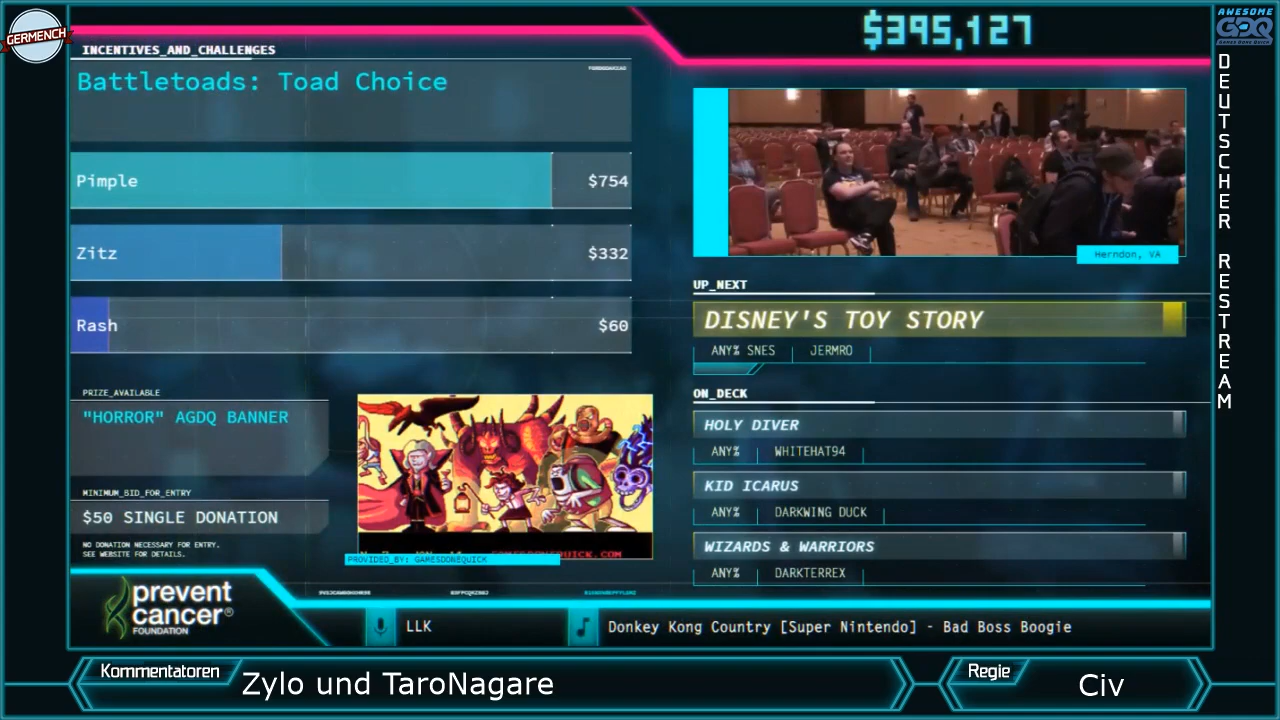 GERMENCH
INCENTIVES_AND_CHALLENGES
Battletoads: Toad Choice
Pimple $754
Zitz $332
Rash $60
PRIZE_AVAILABLE
"HORROR" AGDQ BANNER
MINIMUM_BID_FOR_ENTRY
$50 SINGLE DONATION
NO DONATION NECESSARY FOR ENTRY.
SEE WEBSITE FOR DETAILS.
PROVIDED_BY: GAMESDONEQUICK
$395,127
Herndon, VA
UP_NEXT
DISNEY'S TOY STORY
ANY% SNES JERMRO
ON_DECK
HOLY DIVER
ANY% WHITEHAT94
KID ICARUS
ANY% DARKWING DUCK
WIZARDS & WARRIORS
ANY% DARKTERREX
AWESOME
GDQ
GAMES DONE QUICK
DEUTSCHER RESTREAM
prevent
cancer®
FOUNDATION
LLK
Donkey Kong Country [Super Nintendo] - Bad Boss Boogie
Kommentatoren
Zylo und TaroNagare
Regie
Civ